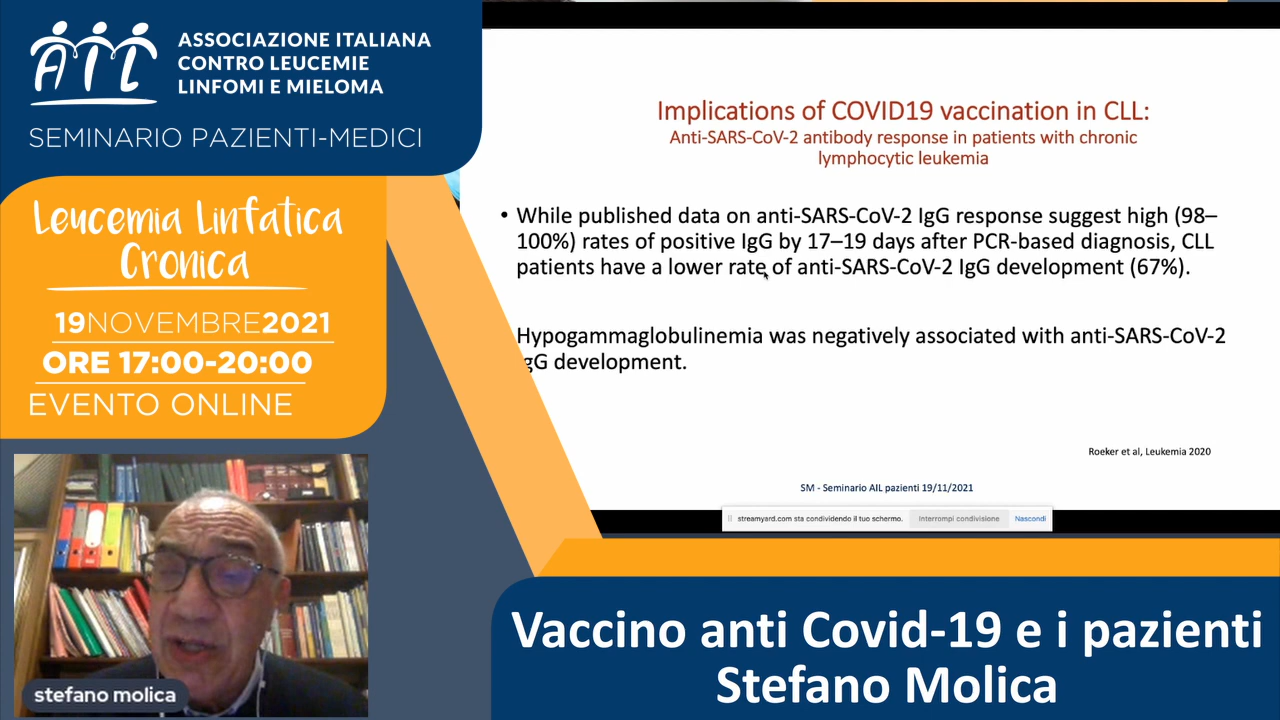 AIL
ASSOCIAZIONE ITALIANA
CONTRO LEUCEMIE
LINFOMI E MIELOMA
SEMINARIO PAZIENTI-MEDICI
Leucemia Linfatica
Cronica
19NOVEMBRE2021
ORE 17:00-20:00
EVENTO ONLINE
Implications of COVID19 vaccination in CLL:
Anti-SARS-CoV-2 antibody response in patients with chronic
lymphocytic leukemia
• While published data on anti-SARS-CoV-2 IgG response suggest high (98–
100%) rates of positive IgG by 17–19 days after PCR-based diagnosis, CLL
patients have a lower rate of anti-SARS-CoV-2 IgG development (67%).
Hypogammaglobulinemia was negatively associated with anti-SARS-CoV-2
gG development.
Roeker et al, Leukemia 2020
SM - Seminario AIL pazienti 19/11/2021
streamyard.com sta condividendo il tuo schermo.
Interrompi condivisione
Nascondi
stefano molica
Vaccino anti Covid-19 e i pazienti
Stefano Molica